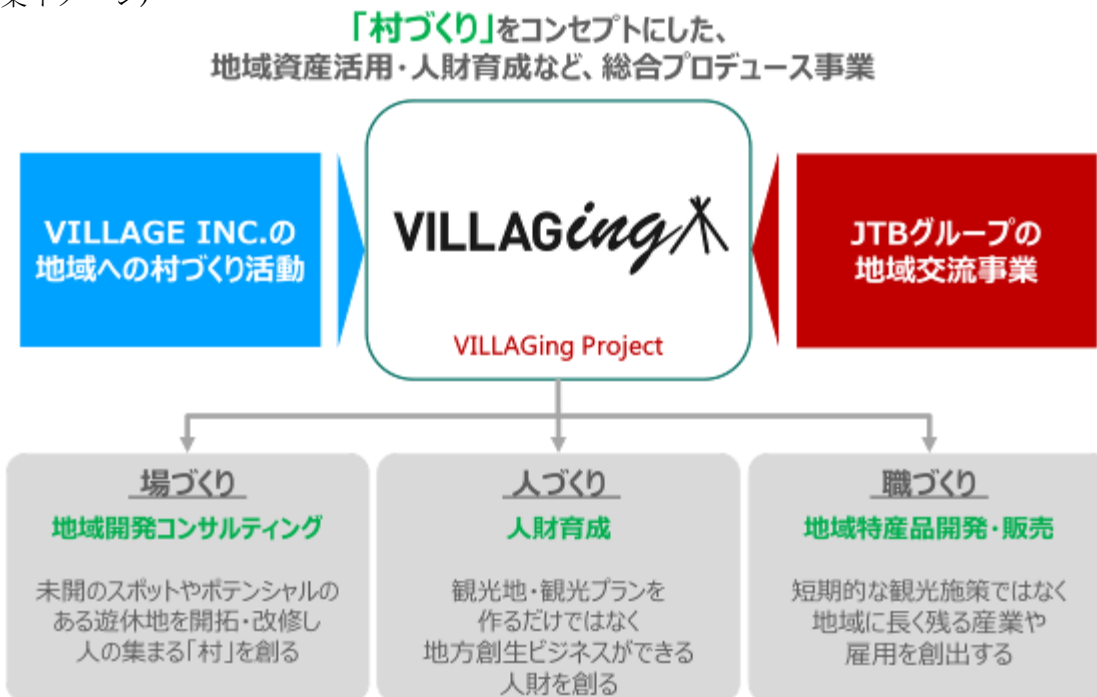 「村づくり」をコンセプトにした、
地域資産活用・人財育成など、総合プロデュース事業
VILLAGE INC.の
地域への村づくり活動
VILLAGing
VILLAGing Project
JTBグループの
地域交流事業
場づくり
地域開発コンサルティング
未開のスポットやポテンシャルの
ある遊休地を開拓・改修し
人の集まる「村」を創る
人づくり
人財育成
観光地・観光プランを
作るだけではなく
地方創生ビジネスができる
人財を創る
職づくり
地域特産品開発・販売
短期的な観光施策ではなく
地域に長く残る産業や
雇用を創出する